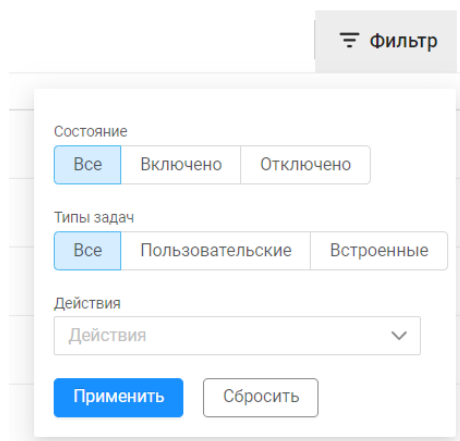 Фильтр
Состояние
Все Включено Отключено
Типы задач
Все Пользовательские Встроенные
Действия
Действия
Применить Сбросить